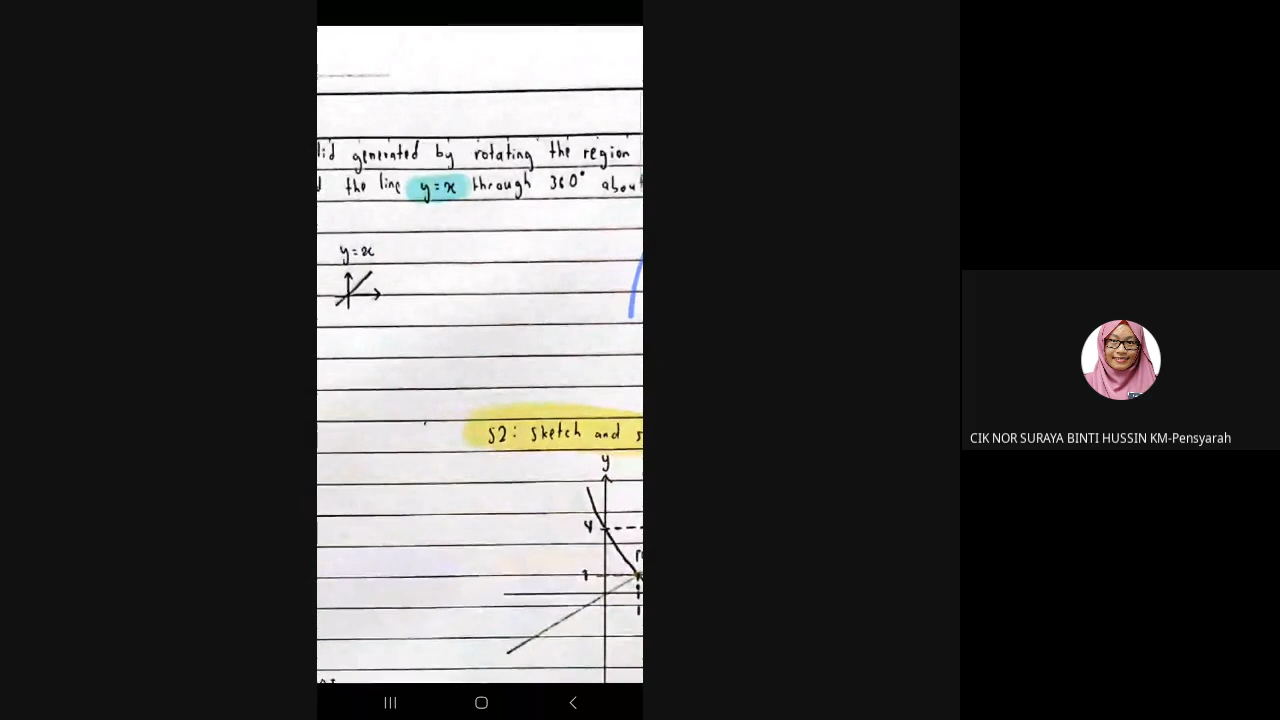 lid generated by rotating the region
the line y=x through 360° about
y=x
S2: sketch and s
y
4
1
1
CIK NOR SURAYA BINTI HUSSIN KM-Pensyarah